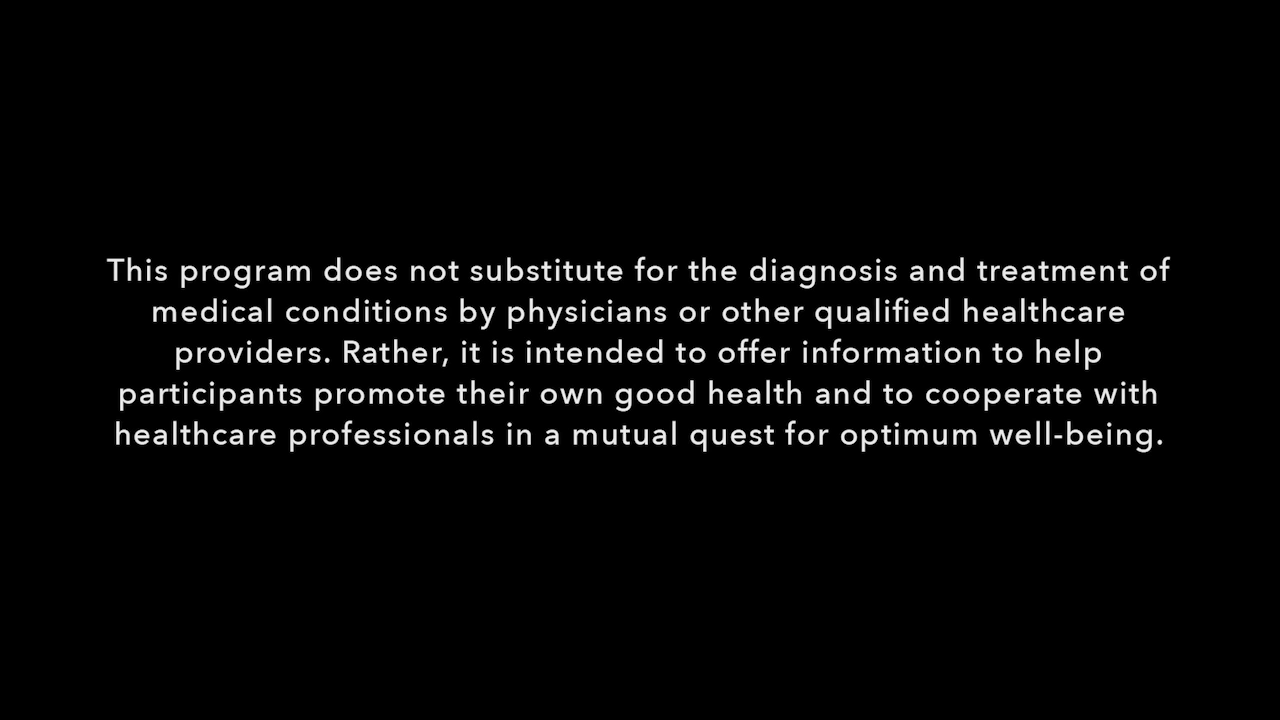 This program does not substitute for the diagnosis and treatment of
medical conditions by physicians or other qualified healthcare
providers. Rather, it is intended to offer information to help
participants promote their own good health and to cooperate with
healthcare professionals in a mutual quest for optimum well-being.